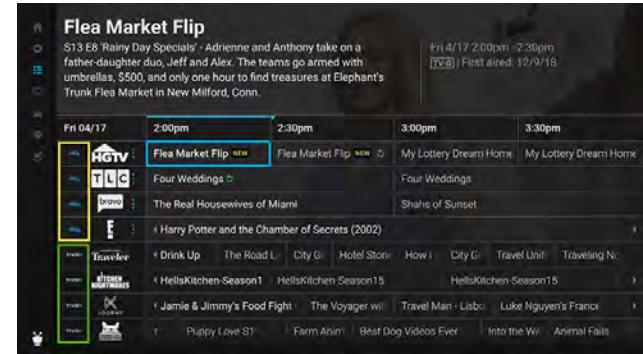 Flea Market Flip
S13 E8 'Rainy Day Specials' - Adrienne and Anthony take on a
father-daughter duo, Jeff and Alex. The teams go armed with
umbrellas, $500, and only one hour to find treasures at Elephant's
Trunk Flea Market in New Milford, Conn.
Fri 4/17 2:00pm - 2:30pm
TV-G | First aired: 12/9/18
Fri 04/17 2:00pm 2:30pm 3:00pm 3:30pm
HGTV Flea Market Flip NEW Flea Market Flip NEW My Lottery Dream Home My Lottery Dream Home
TLC Four Weddings Four Weddings
bravo The Real Housewives of Miami Shahs of Sunset
E! Harry Potter and the Chamber of Secrets (2002)
Traveler Drink Up The Road L City G Hotel Storie How I City G Travel Unif Traveling No
KITCHEN NIGHTMARES HellsKitchen-Season1 HellsKitchen-Season15 HellsKitchen-Season15
JOURNY Jamie & Jimmy's Food Fight The Voyager wit Travel Man - Lisbo Luke Nguyen's France
Puppy Love S1 Farm Anim Best Dog Videos Ever Into the Wi Animal Fails